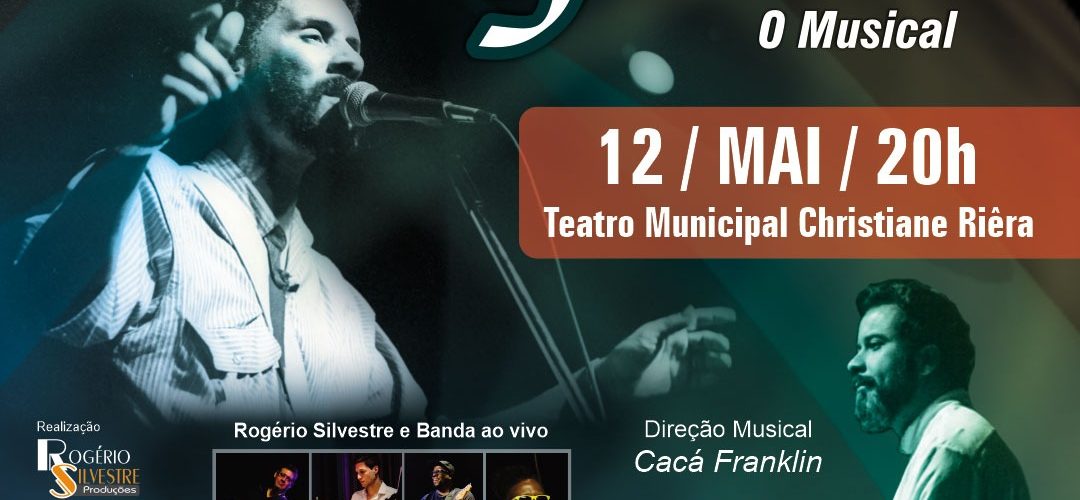 O Musical
12 / MAI / 20h
Teatro Municipal Christiane Riêra
Realização
ROGÉRIO
SILVESTRE
Produções
Rogério Silvestre e Banda ao vivo
Direção Musical
Cacá Franklin